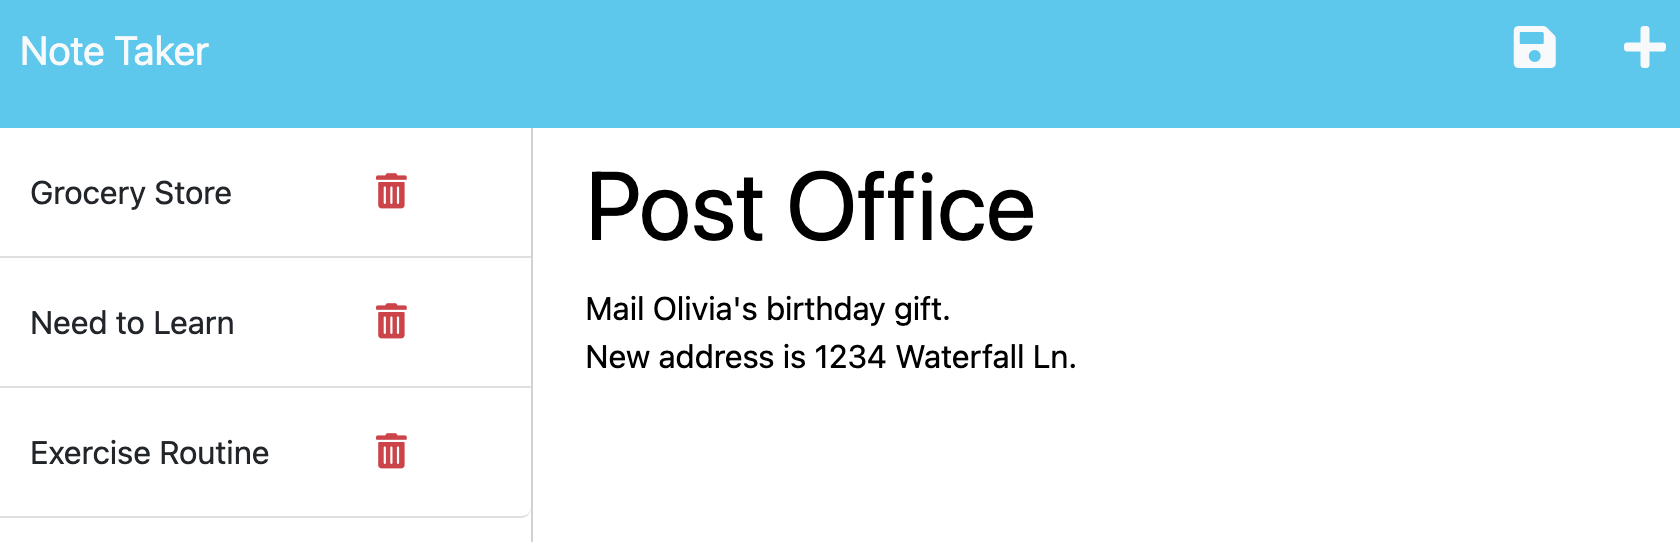 Note Taker
Grocery Store
Need to Learn
Exercise Routine
Post Office
Mail Olivia's birthday gift.
New address is 1234 Waterfall Ln.